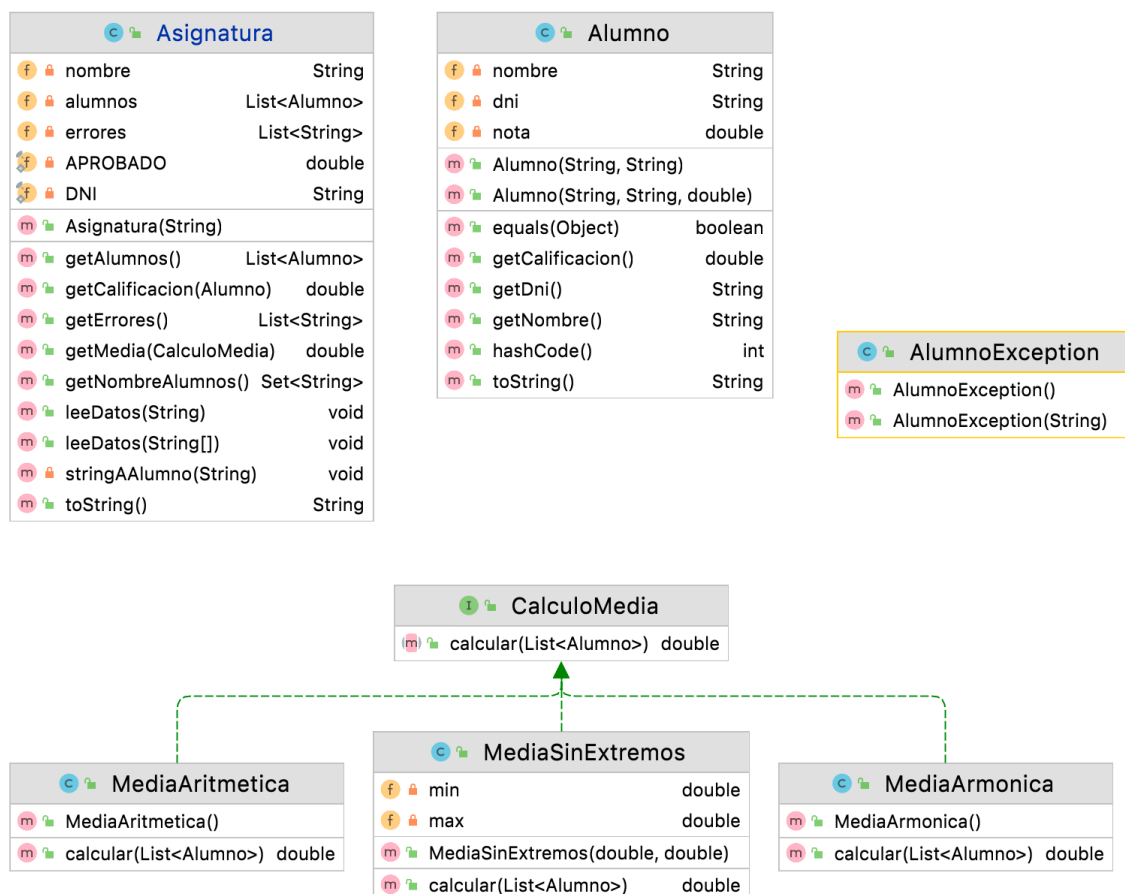 Asignatura
nombre String
alumnos List<Alumno>
errores List<String>
APROBADO double
DNI String
Asignatura(String)
getAlumnos() List<Alumno>
getCalificacion(Alumno) double
getErrores() List<String>
getMedia(CalculoMedia) double
getNombreAlumnos() Set<String>
leeDatos(String) void
leeDatos(String[]) void
stringAAlumno(String) void
toString() String
Alumno
nombre String
dni String
nota double
Alumno(String, String)
Alumno(String, String, double)
equals(Object) boolean
getCalificacion() double
getDni() String
getNombre() String
hashCode() int
toString() String
AlumnoException
AlumnoException()
AlumnoException(String)
CalculoMedia
calcular(List<Alumno>) double
MediaAritmetica
MediaAritmetica()
calcular(List<Alumno>) double
MediaSinExtremos
min double
max double
MediaSinExtremos(double, double)
calcular(List<Alumno>) double
MediaArmonica
MediaArmonica()
calcular(List<Alumno>) double